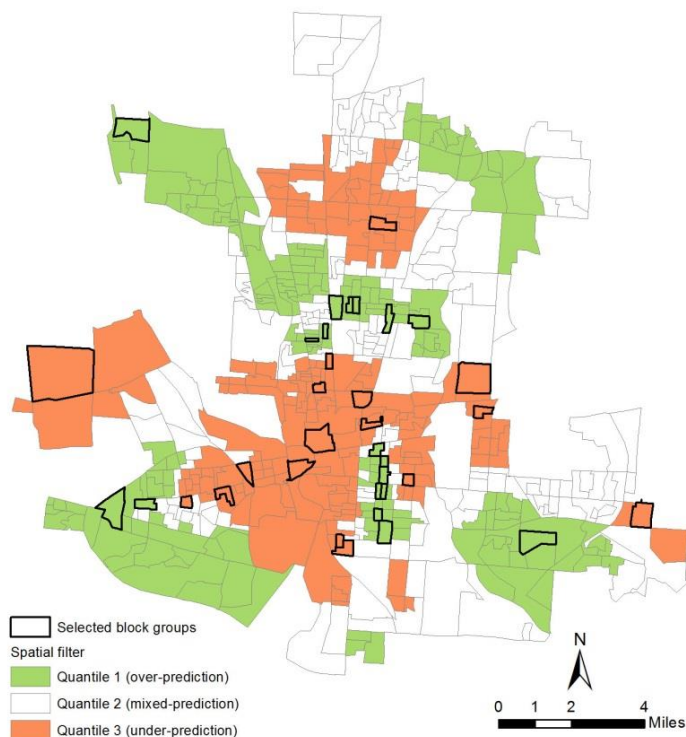 Selected block groups
Spatial filter
Quantile 1 (over-prediction)
Quantile 2 (mixed-prediction)
Quantile 3 (under-prediction)
N
0 1 2 4
Miles